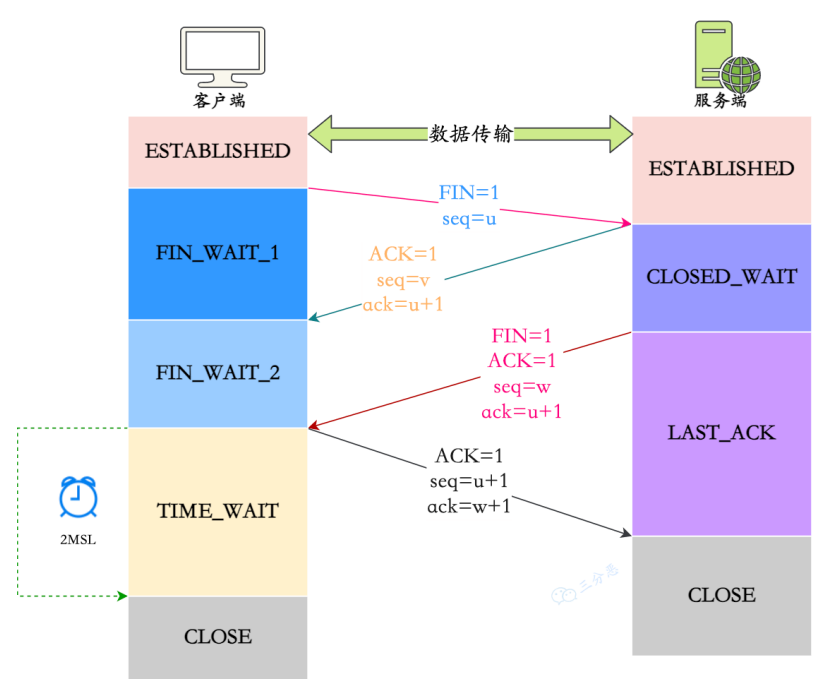 客户端
服务端
数据传输
ESTABLISHED
ESTABLISHED
FIN=1
seq=u
FIN_WAIT_1
ACK=1
seq=v
ack=u+1
CLOSED_WAIT
FIN_WAIT_2
FIN=1
ACK=1
seq=w
ack=u+1
LAST_ACK
ACK=1
seq=u+1
ack=w+1
TIME_WAIT
2MSL
三分恶
CLOSE
CLOSE